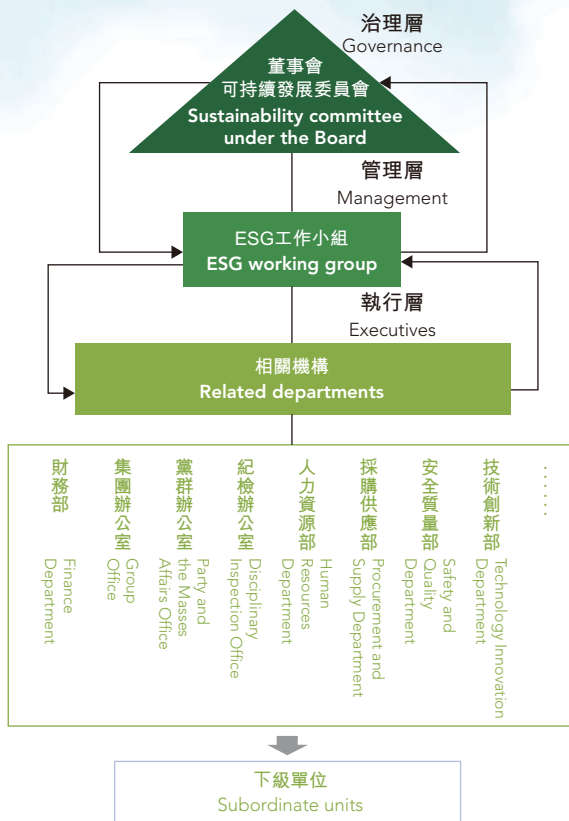 治理層
Governance
董事會
可持續發展委員會
Sustainability committee
under the Board
管理層
Management
ESG工作小組
ESG working group
執行層
Executives
相關機構
Related departments
財務部
Finance
Department
集團辦公室
Group
Office
黨群辦公室
Party and
the Masses
Affairs Office
紀檢辦公室
Disciplinary
Inspection Office
人力資源部
Human
Resources
Department
採購供應部
Procurement and
Supply Department
安全質量部
Safety and
Quality
Department
技術創新部
Technology Innovation
Department
......
下級單位
Subordinate units